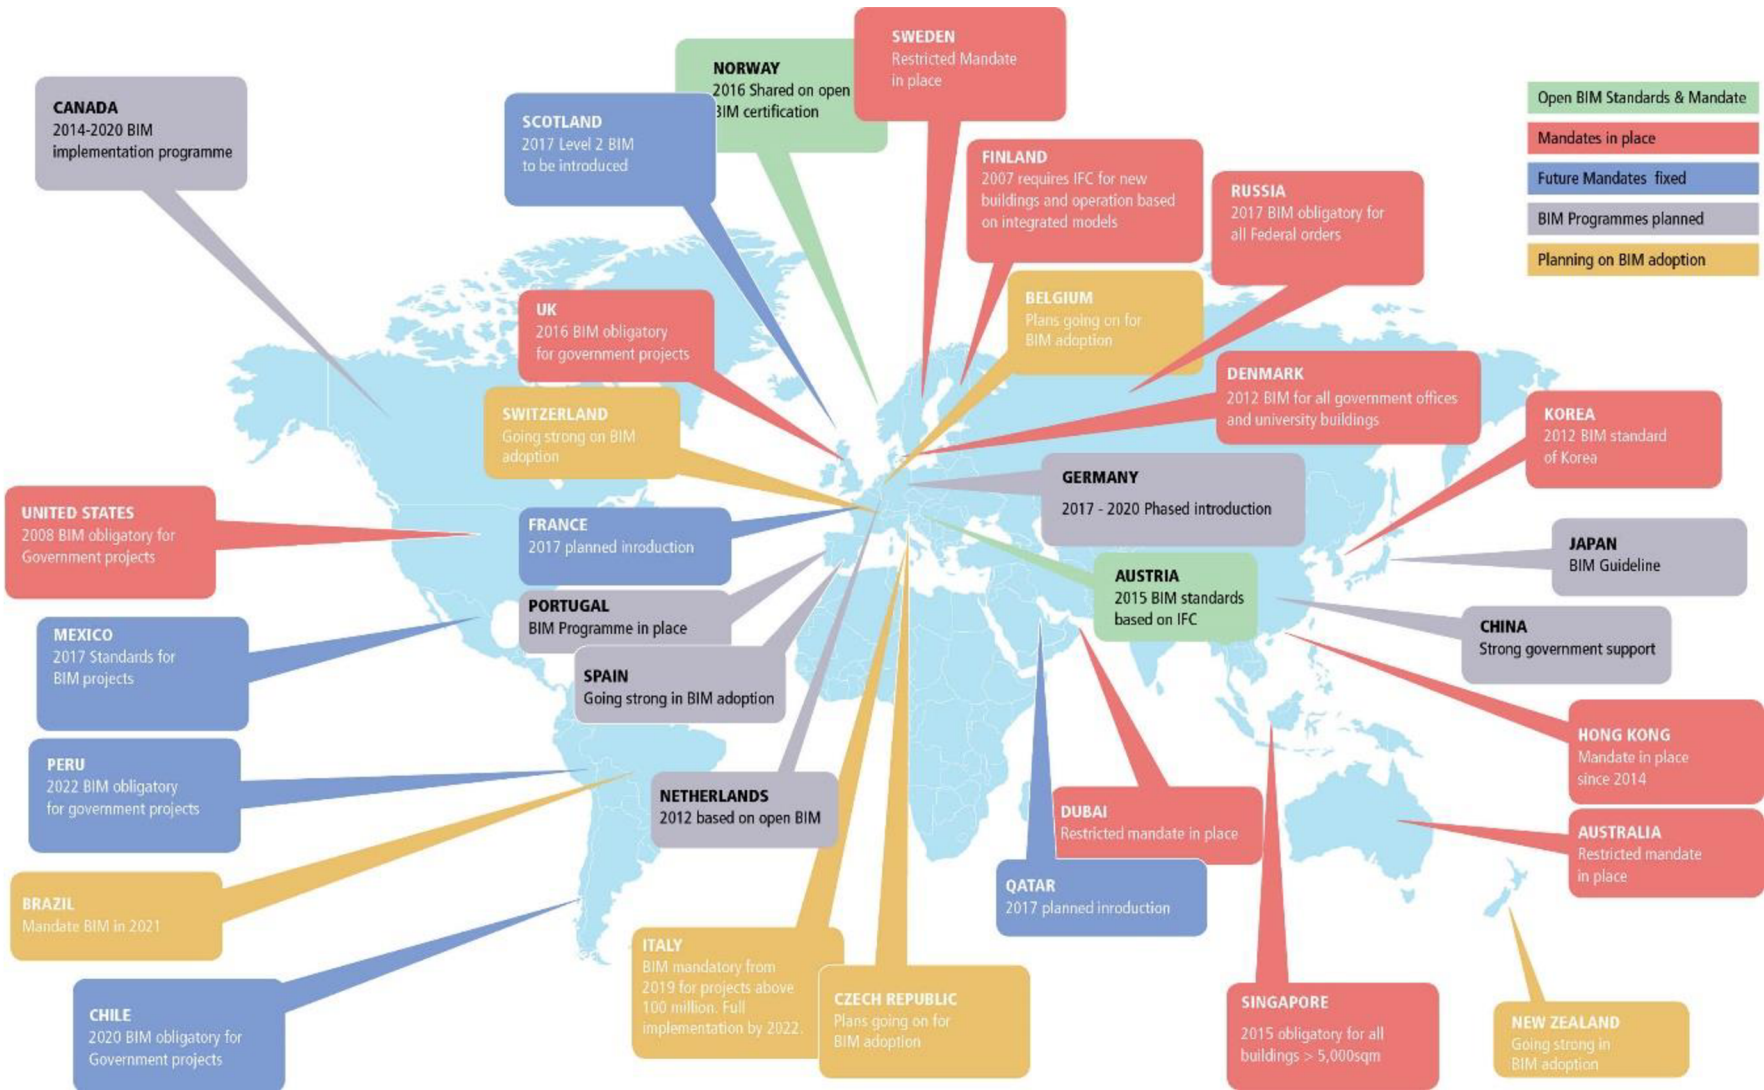 CANADA
2014-2020 BIM
implementation programme
SCOTLAND
2017 Level 2 BIM
to be introduced
NORWAY
2016 Shared on open
BIM certification
SWEDEN
Restricted Mandate
in place
FINLAND
2007 requires IFC for new
buildings and operation based
on integrated models
RUSSIA
2017 BIM obligatory for
all Federal orders
Open BIM Standards & Mandate
Mandates in place
Future Mandates fixed
BIM Programmes planned
Planning on BIM adoption
UK
2016 BIM obligatory
for government projects
BELGIUM
Plans going on for
BIM adoption
SWITZERLAND
Going strong on BIM
adoption
DENMARK
2012 BIM for all government offices
and university buildings
KOREA
2012 BIM standard
of Korea
GERMANY
2017 - 2020 Phased introduction
UNITED STATES
2008 BIM obligatory for
Government projects
FRANCE
2017 planned inroduction
JAPAN
BIM Guideline
AUSTRIA
2015 BIM standards
based on IFC
PORTUGAL
BIM Programme in place
CHINA
Strong government support
MEXICO
2017 Standards for
BIM projects
SPAIN
Going strong in BIM adoption
HONG KONG
Mandate in place
since 2014
PERU
2022 BIM obligatory
for government projects
NETHERLANDS
2012 based on open BIM
DUBAI
Restricted mandate in place
AUSTRALIA
Restricted mandate
in place
QATAR
2017 planned inroduction
BRAZIL
Mandate BIM in 2021
ITALY
BIM mandatory from
2019 for projects above
100 million. Full
implementation by 2022.
CZECH REPUBLIC
Plans going on for
BIM adoption
SINGAPORE
2015 obligatory for all
buildings > 5,000sqm
NEW ZEALAND
Going strong in
BIM adoption
CHILE
2020 BIM obligatory for
Government projects